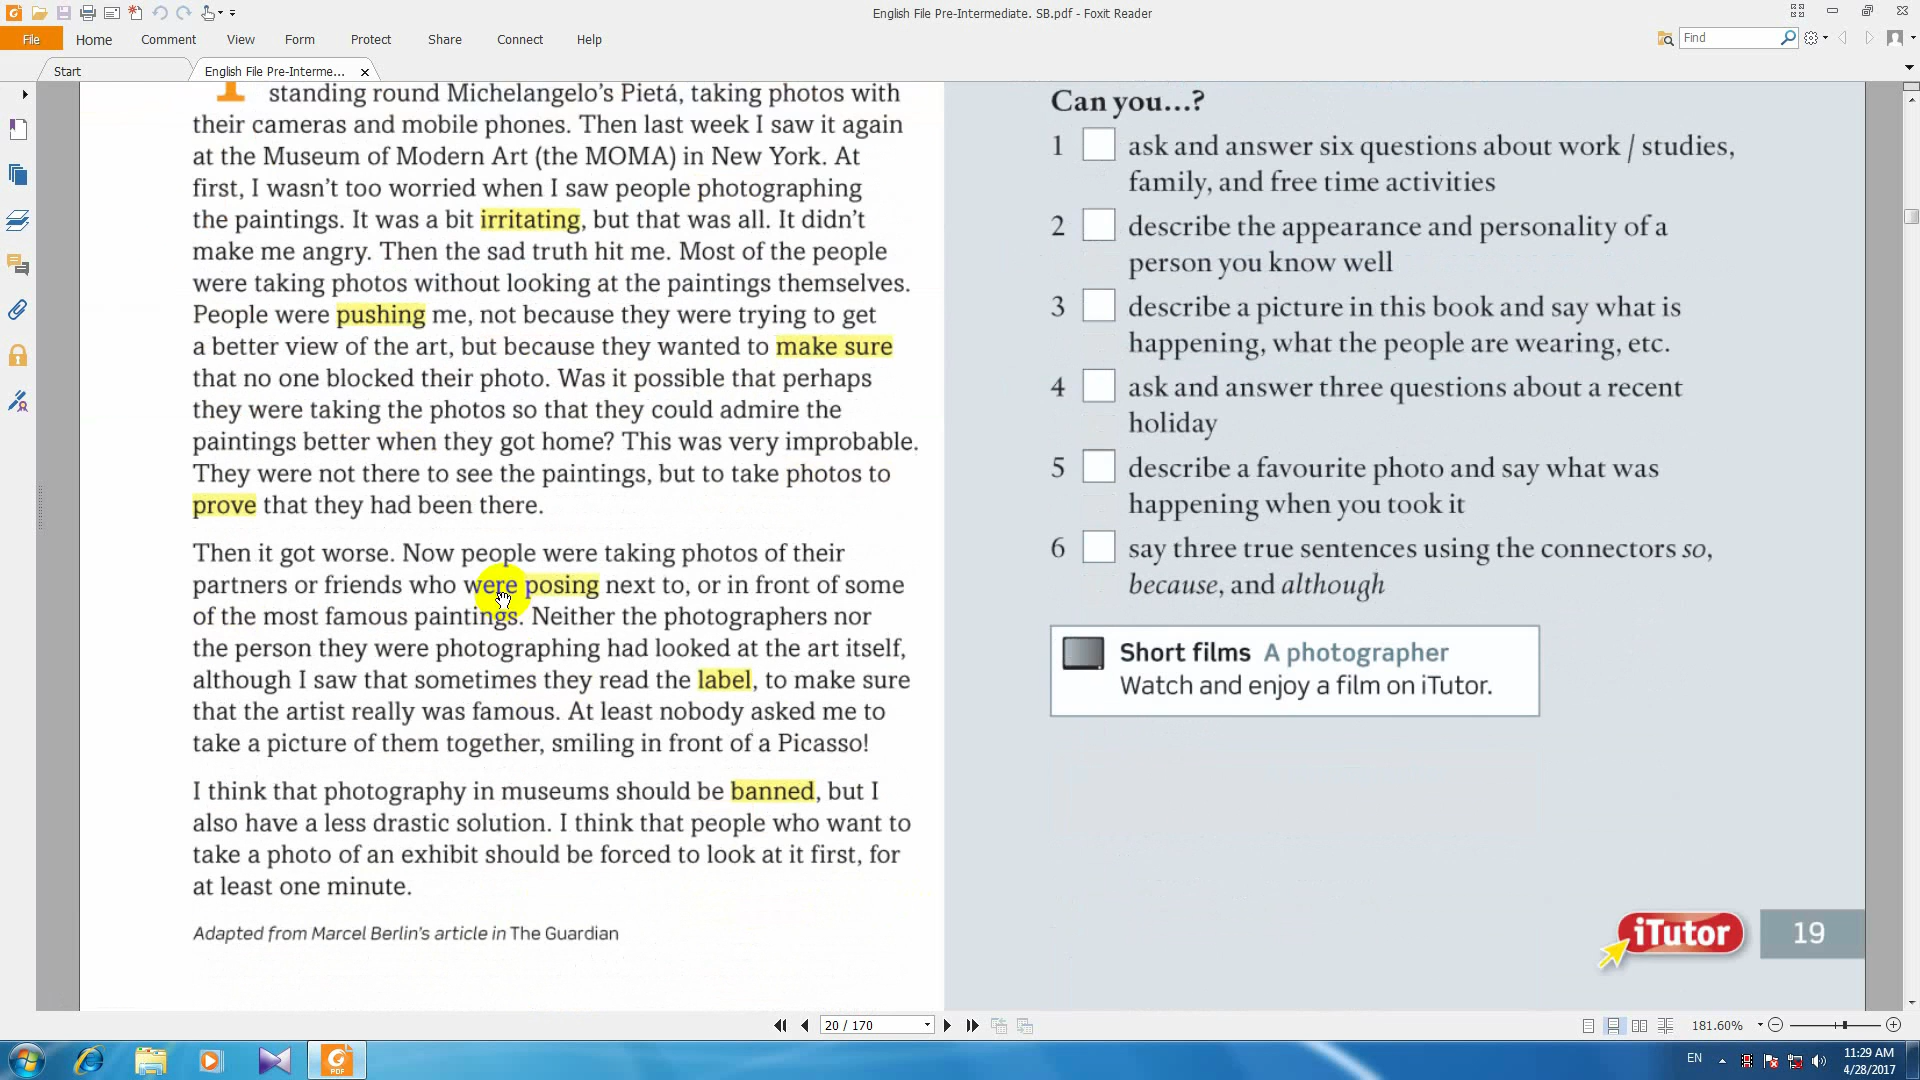 English File Pre-Intermediate. SB.pdf - Foxit Reader
File Home Comment View Form Protect Share Connect Help
Find
Start
English File Pre-Interme...
standing round Michelangelo's Pietá, taking photos with
their cameras and mobile phones. Then last week I saw it again
at the Museum of Modern Art (the MOMA) in New York. At
first, I wasn't too worried when I saw people photographing
the paintings. It was a bit irritating, but that was all. It didn't
make me angry. Then the sad truth hit me. Most of the people
were taking photos without looking at the paintings themselves.
People were pushing me, not because they were trying to get
a better view of the art, but because they wanted to make sure
that no one blocked their photo. Was it possible that perhaps
they were taking the photos so that they could admire the
paintings better when they got home? This was very improbable.
They were not there to see the paintings, but to take photos to
prove that they had been there.
Then it got worse. Now people were taking photos of their
partners or friends who were posing next to, or in front of some
of the most famous paintings. Neither the photographers nor
the person they were photographing had looked at the art itself,
although I saw that sometimes they read the label, to make sure
that the artist really was famous. At least nobody asked me to
take a picture of them together, smiling in front of a Picasso!
I think that photography in museums should be banned, but I
also have a less drastic solution. I think that people who want to
take a photo of an exhibit should be forced to look at it first, for
at least one minute.
Adapted from Marcel Berlin's article in The Guardian
Can you...?
1 ask and answer six questions about work / studies,
family, and free time activities
2 describe the appearance and personality of a
person you know well
3 describe a picture in this book and say what is
happening, what the people are wearing, etc.
4 ask and answer three questions about a recent
holiday
5 describe a favourite photo and say what was
happening when you took it
6 say three true sentences using the connectors so,
because, and although
Short films A photographer
Watch and enjoy a film on iTutor.
iTutor
19
20 / 170
181.60%
PDF
EN
11:29 AM
4/28/2017